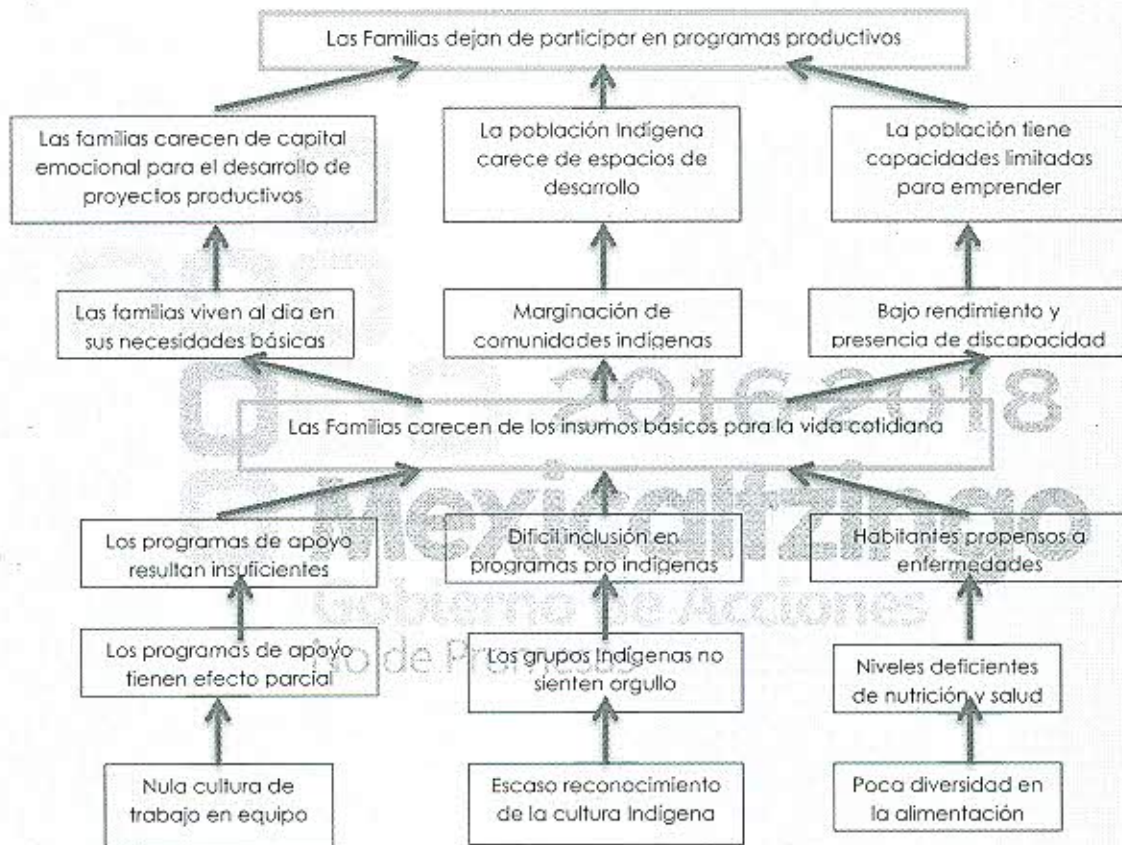 Las Familias dejan de participar en programas productivos
Las familias carecen de capital
emocional para el desarrollo de
proyectos productivos
La población Indígena
carece de espacios de
desarrollo
La población tiene
capacidades limitadas
para emprender
Las familias viven al dia en
sus necesidades básicas
Marginación de
comunidades indígenas
Bajo rendimiento y
presencia de discapacidad
2016-2018
Las Familias carecen de los insumos básicos para la vida cotidiana
Mexicaltzingo
Los programas de apoyo
resultan insuficientes
Dificil inclusión en
programas pro indígenas
Habitantes propensos a
enfermedades
Gobierno de Acciones
No de Promesas
Los programas de apoyo
tienen efecto parcial
Los grupos Indígenas no
sienten orgullo
Niveles deficientes
de nutrición y salud
Nula cultura de
trabajo en equipo
Escaso reconocimiento
de la cultura Indígena
Poca diversidad en
la alimentación